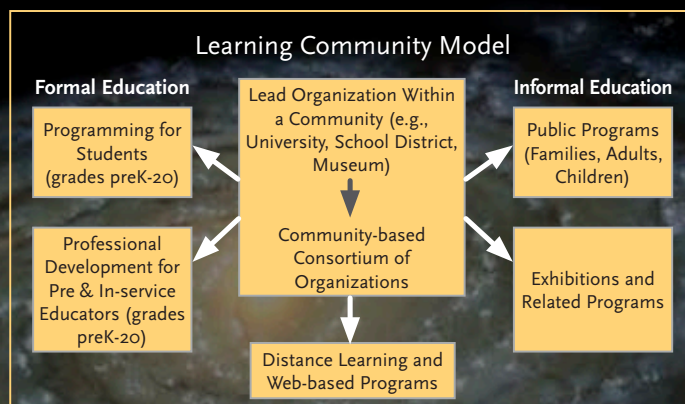 Learning Community Model
Formal Education
Programming for
Students
(grades preK-20)
Professional
Development for
Pre & In-service
Educators (grades
preK-20)
Lead Organization Within
a Community (e.g.,
University, School District,
Museum)
Community-based
Consortium of
Organizations
Distance Learning and
Web-based Programs
Informal Education
Public Programs
(Families, Adults,
Children)
Exhibitions and
Related Programs